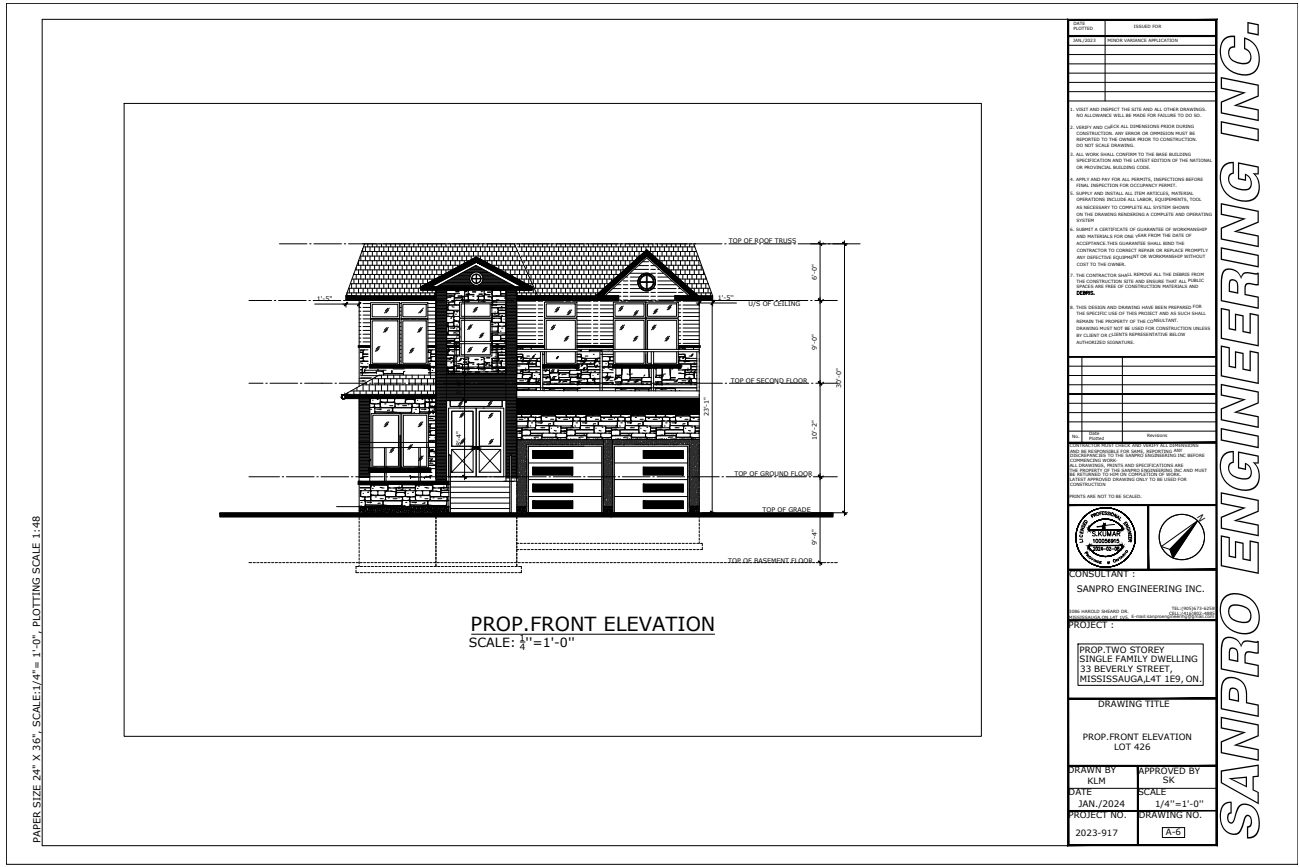 DATE PLOTTED
ISSUED FOR
JAN./2023 MINOR VARIANCE APPLICATION
1. VISIT AND INSPECT THE SITE AND ALL OTHER DRAWINGS.
NO ALLOWANCE WILL BE MADE FOR FAILURE TO DO SO.
2. VERIFY AND CHECK ALL DIMENSIONS PRIOR DURING
CONSTRUCTION. ANY ERROR OR OMMISION MUST BE
REPORTED TO THE OWNER PRIOR TO CONSTRUCTION.
DO NOT SCALE DRAWING.
3. ALL WORK SHALL CONFIRM TO THE BASE BUILDING
SPECIFICATION AND THE LATEST EDITION OF THE NATIONAL
OR PROVINCIAL BUILDING CODE.
4. APPLY AND PAY FOR ALL PERMITS, INSPECTIONS BEFORE
FINAL INSPECTION FOR OCCUPANCY PERMIT.
5. SUPPLY AND INSTALL ALL ITEM ARTICLES, MATERIAL
OPERATIONS INCLUDE ALL LABOR, EQUIPEMENTS, TOOL
AS NECESSARY TO COMPLETE ALL SYSTEM SHOWN
ON THE DRAWING RENDERING A COMPLETE AND OPERATING
SYSTEM
6. SUBMIT A CERTIFICATE OF GUARANTEE OF WORKMANSHIP
AND MATERIALS FOR ONE YEAR FROM THE DATE OF
ACCEPTANCE.THIS GUARANTEE SHALL BIND THE
CONTRACTOR TO CORRECT REPAIR OR REPLACE PROMPTLY
ANY DEFECTIVE EQUIPMENT OR WORKMANSHIP WITHOUT
COST TO THE OWNER.
7. THE CONTRACTOR SHALL REMOVE ALL THE DEBRIS FROM
THE CONSTRUCTION SITE AND ENSURE THAT ALL PUBLIC
SPACES ARE FREE OF CONSTRUCTION MATERIALS AND
DEBRIS.
8. THIS DESIGN AND DRAWING HAVE BEEN PREPARED FOR
THE SPECIFIC USE OF THIS PROJECT AND AS SUCH SHALL
REMAIN THE PROPERTY OF THE CONSULTANT.
DRAWING MUST NOT BE USED FOR CONSTRUCTION UNLESS
BY CLIENT OR CLIENTS REPRESENTATIVE BELOW
AUTHORIZED SIGNATURE.
No. Date Plotted Revisions
CONTRACTOR MUST CHECK AND VERIFY ALL DIMENSIONS
AND BE RESPONSIBLE FOR SAME, REPORTING ANY
DISCREPANCIES TO THE SANPRO ENGINEERING INC BEFORE
COMMENCING WORK
ALL DRAWINGS, PRINTS AND SPECIFICATIONS ARE
THE PROPERTY OF THE SANPRO ENGINEERING INC AND MUST
BE RETURNED TO HIM ON COMPLETION OF WORK.
LATEST APPROVED DRAWING ONLY TO BE USED FOR
CONSTRUCTION
PRINTS ARE NOT TO BE SCALED.
LICENSED PROFESSIONAL ENGINEER
S.KUMAR
100056915
PROVINCE OF ONTARIO
N
CONSULTANT :
SANPRO ENGINEERING INC.
3086 HAROLD SHEARD DR.
TEL:(905)673-6250
E-mail:sanproengineering@gmail.com
PROJECT :
PROP.TWO STOREY
SINGLE FAMILY DWELLING
33 BEVERLY STREET,
MISSISSAUGA,L4T 1E9, ON.
DRAWING TITLE
PROP.FRONT ELEVATION
LOT 426
DRAWN BY
KLM
APPROVED BY
SK
DATE
JAN./2024
SCALE
1/4"=1'-0"
PROJECT NO.
2023-917
DRAWING NO.
A-6
SANPRO ENGINEERING INC.
PAPER SIZE 24" X 36", SCALE:1/4"= 1'-0", PLOTTING SCALE 1:48
TOP OF ROOF TRUSS
6'-0"
1'-5"
1'-5"
U/S OF CEILING
9'-0"
TOP OF SECOND FLOOR
30'-0"
23'-1"
10'-2"
TOP OF GROUND FLOOR
TOP OF GRADE
9'-4"
TOP OF BASEMENT FLOOR
PROP.FRONT ELEVATION
SCALE: 1/4"=1'-0"